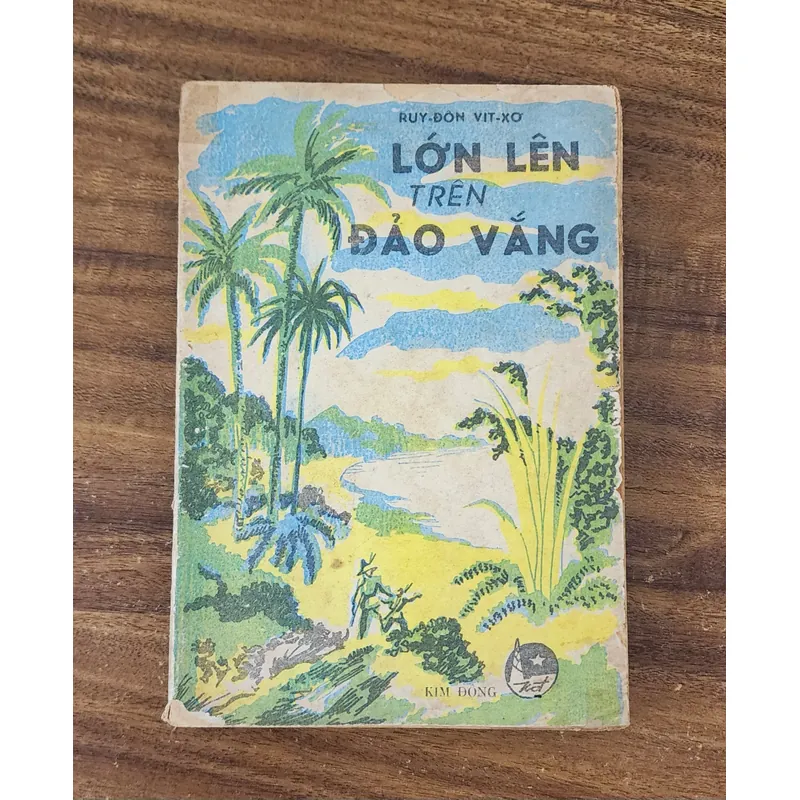 RUY-ĐÔN VIT-XƠ
LỚN LÊN
TRÊN
ĐẢO VẮNG
KIM ĐỒNG